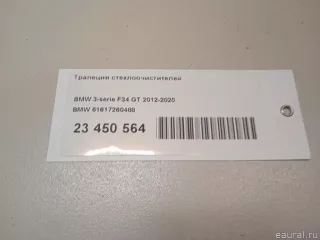 Трапеция стеклоочистителей
BMW 3-serie F34 GT 2012-2020
BMW 61617260488
23 450 564
eaural.ru